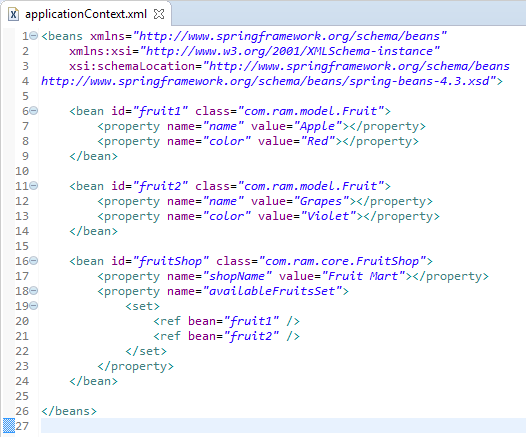 applicationContext.xml
1 <beans xmlns="http://www.springframework.org/schema/beans"
2     xmlns:xsi="http://www.w3.org/2001/XMLSchema-instance"
3     xsi:schemaLocation="http://www.springframework.org/schema/beans
4 http://www.springframework.org/schema/beans/spring-beans-4.3.xsd">
5
6     <bean id="fruit1" class="com.ram.model.Fruit">
7         <property name="name" value="Apple"></property>
8         <property name="color" value="Red"></property>
9     </bean>
10
11     <bean id="fruit2" class="com.ram.model.Fruit">
12         <property name="name" value="Grapes"></property>
13         <property name="color" value="Violet"></property>
14     </bean>
15
16     <bean id="fruitShop" class="com.ram.core.FruitShop">
17         <property name="shopName" value="Fruit Mart"></property>
18         <property name="availableFruitsSet">
19             <set>
20                 <ref bean="fruit1" />
21                 <ref bean="fruit2" />
22             </set>
23         </property>
24     </bean>
25
26 </beans>
27